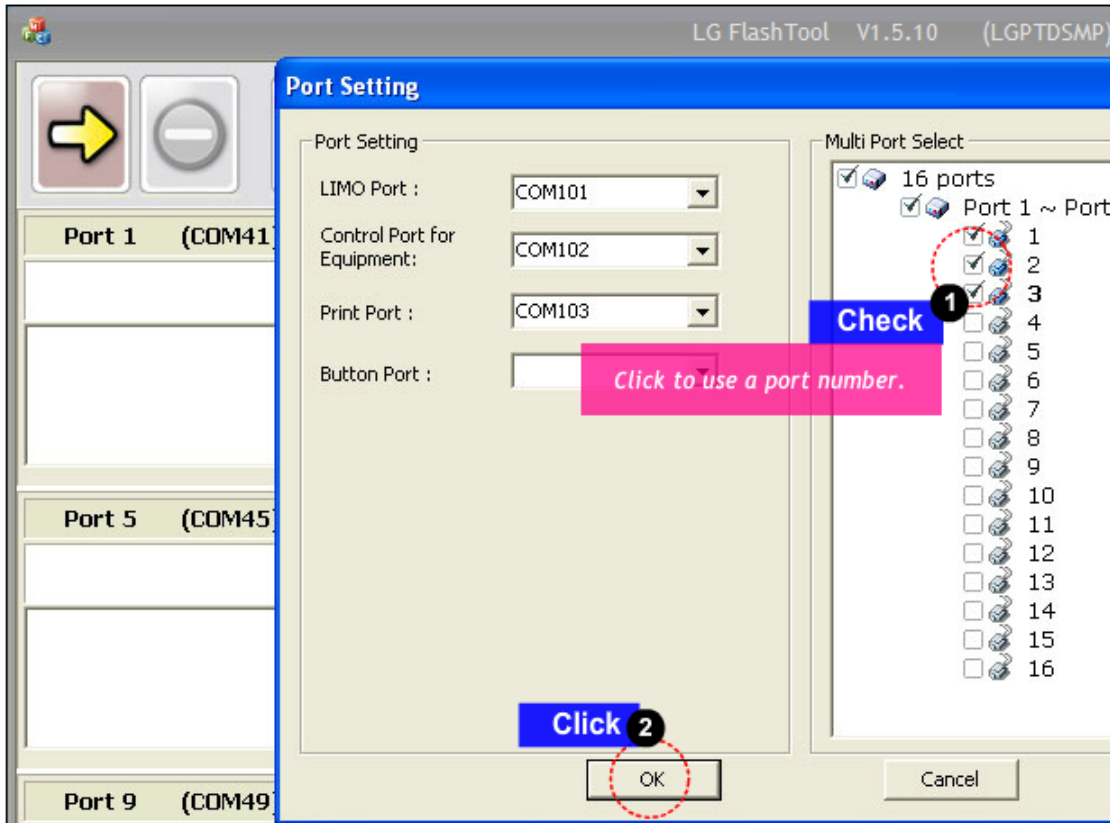 LG FlashTool V1.5.10 (LGPTDSMP)
Port Setting
Port Setting
LIMO Port :
COM101
Control Port for
Equipment:
COM102
Print Port :
COM103
Button Port :
Multi Port Select
16 ports
Port 1 ~ Port
1
2
3
4
5
6
7
8
9
10
11
12
13
14
15
16
Check 1
Click to use a port number.
Click 2
OK
Cancel
Port 1 (COM41)
Port 5 (COM45)
Port 9 (COM49)